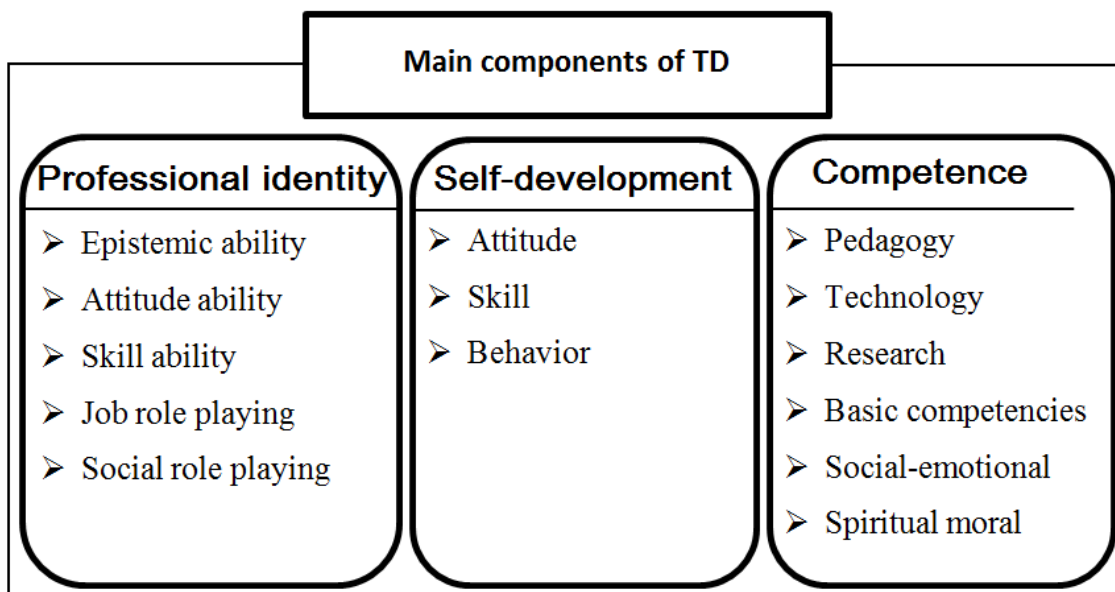 Main components of TD
Professional identity
➢ Epistemic ability
➢ Attitude ability
➢ Skill ability
➢ Job role playing
➢ Social role playing
Self-development
➢ Attitude
➢ Skill
➢ Behavior
Competence
➢ Pedagogy
➢ Technology
➢ Research
➢ Basic competencies
➢ Social-emotional
➢ Spiritual moral